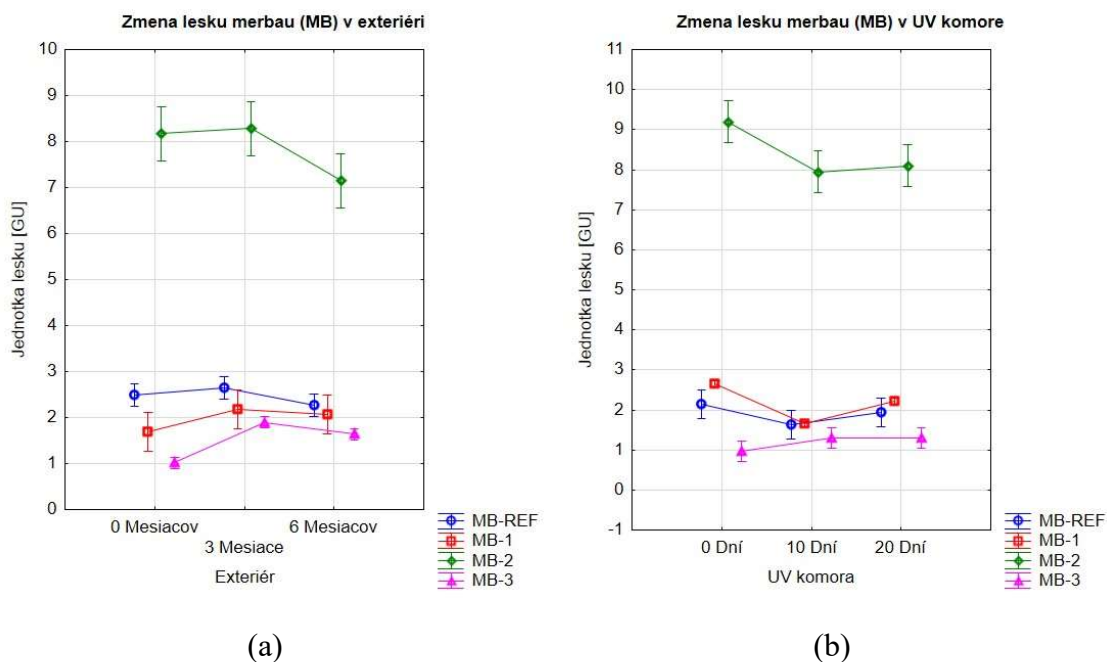 Zmena lesku merbau (MB) v exteriéri
10
9
8
7
6
5
4
3
2
1
0
Jednotka lesku [GU]
0 Mesiacov
6 Mesiacov
3 Mesiace
Exteriér
MB-REF
MB-1
MB-2
MB-3
(a)
Zmena lesku merbau (MB) v UV komore
11
10
9
8
7
6
5
4
3
2
1
0
-1
Jednotka lesku [GU]
0 Dní
10 Dní
20 Dní
UV komora
MB-REF
MB-1
MB-2
MB-3
(b)